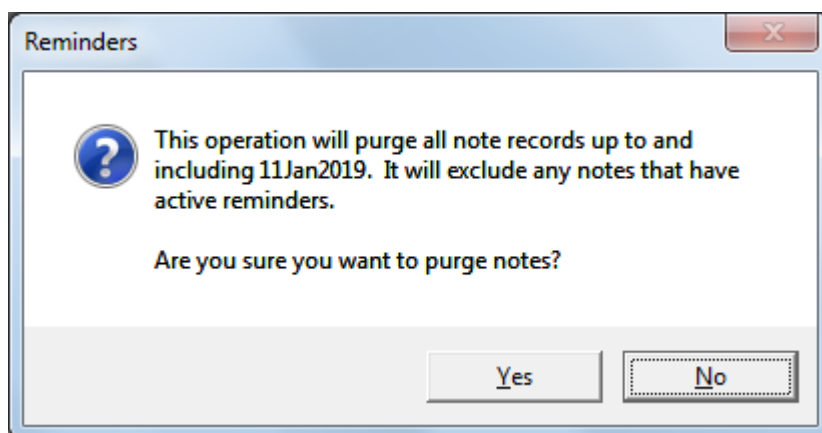 Reminders
This operation will purge all note records up to and
including 11Jan2019.  It will exclude any notes that have
active reminders.
Are you sure you want to purge notes?
Yes
No